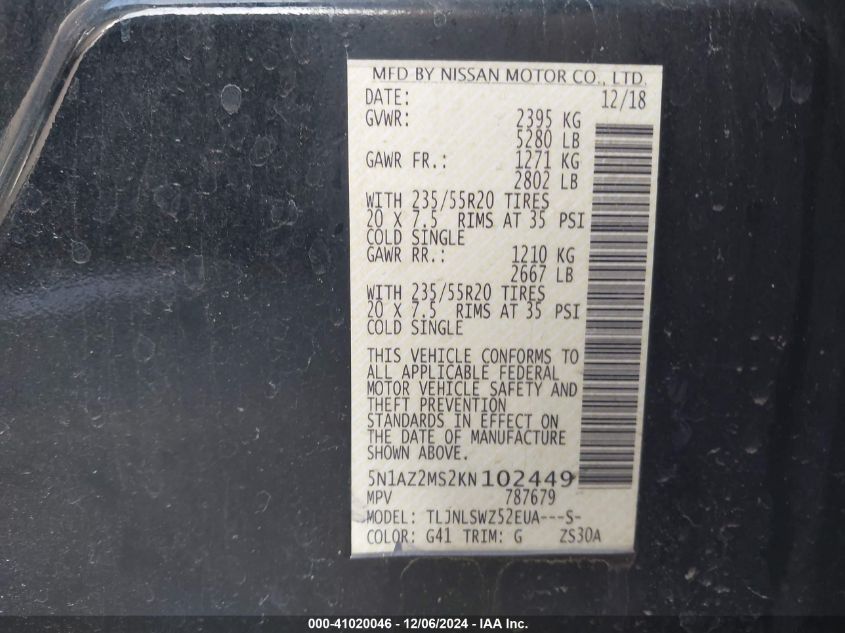 MFD BY NISSAN MOTOR CO., LTD.
DATE: 12/18
GVWR: 2395 KG
5280 LB
GAWR FR.: 1271 KG
2802 LB
WITH 235/55R20 TIRES
20 X 7.5 RIMS AT 35 PSI
COLD SINGLE
GAWR RR.: 1210 KG
2667 LB
WITH 235/55R20 TIRES
20 X 7.5 RIMS AT 35 PSI
COLD SINGLE
THIS VEHICLE CONFORMS TO
ALL APPLICABLE FEDERAL
MOTOR VEHICLE SAFETY AND
THEFT PREVENTION
STANDARDS IN EFFECT ON
THE DATE OF MANUFACTURE
SHOWN ABOVE.
5N1AZ2MS2KN102449
MPV 787679
MODEL: TLJNLSWZ52EUA---S-
COLOR: G41 TRIM: G ZS30A
000-41020046 - 12/06/2024 - IAA Inc.